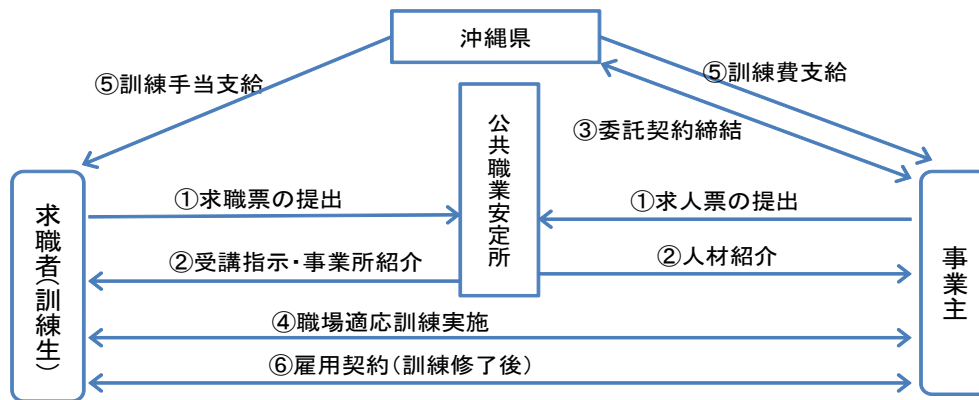 沖縄県
⑤訓練手当支給
⑤訓練費支給
③委託契約締結
公共職業安定所
求職者(訓練生)
事業主
①求職票の提出
①求人票の提出
②受講指示・事業所紹介
②人材紹介
④職場適応訓練実施
⑥雇用契約(訓練修了後)